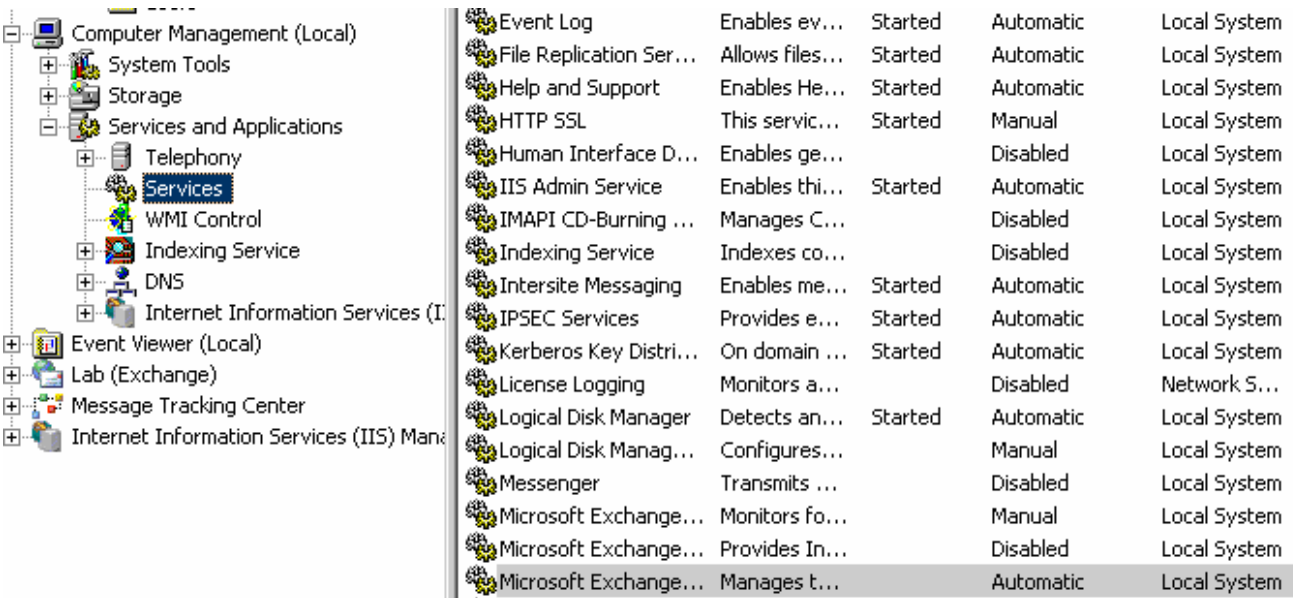 Computer Management (Local)
System Tools
Storage
Services and Applications
Telephony
Services
WMI Control
Indexing Service
DNS
Internet Information Services (I
Event Viewer (Local)
Lab (Exchange)
Message Tracking Center
Internet Information Services (IIS) Mana
Event Log Enables ev... Started Automatic Local System
File Replication Ser... Allows files... Started Automatic Local System
Help and Support Enables He... Started Automatic Local System
HTTP SSL This servic... Started Manual Local System
Human Interface D... Enables ge... Disabled Local System
IIS Admin Service Enables thi... Started Automatic Local System
IMAPI CD-Burning ... Manages C... Disabled Local System
Indexing Service Indexes co... Disabled Local System
Intersite Messaging Enables me... Started Automatic Local System
IPSEC Services Provides e... Started Automatic Local System
Kerberos Key Distri... On domain ... Started Automatic Local System
License Logging Monitors a... Disabled Network S...
Logical Disk Manager Detects an... Started Automatic Local System
Logical Disk Manag... Configures... Manual Local System
Messenger Transmits ... Disabled Local System
Microsoft Exchange... Monitors fo... Manual Local System
Microsoft Exchange... Provides In... Disabled Local System
Microsoft Exchange... Manages t... Automatic Local System